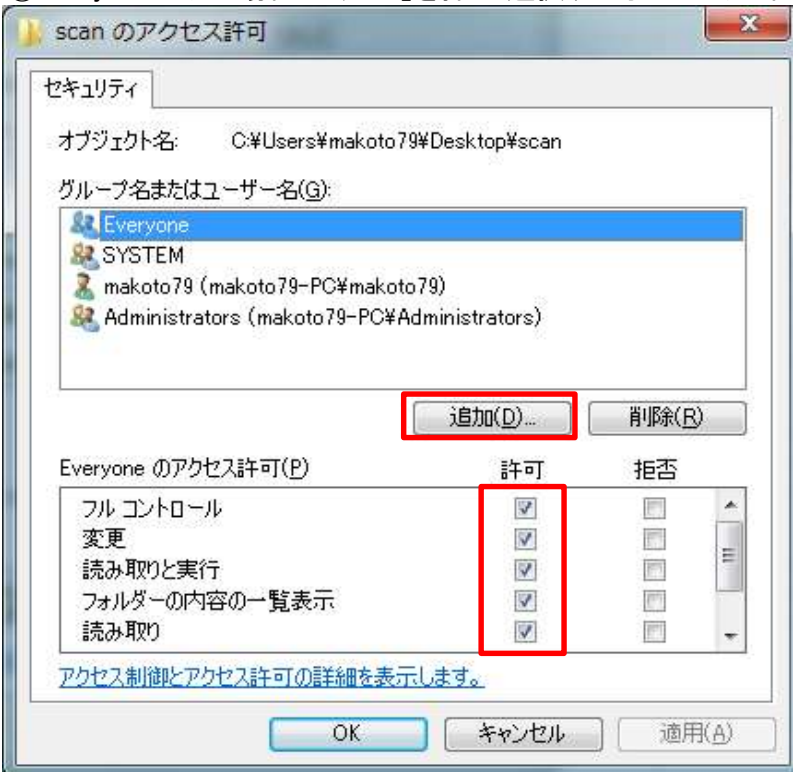 scan のアクセス許可
セキュリティ
オブジェクト名: C:¥Users¥makoto79¥Desktop¥scan
グループ名またはユーザー名(G):
Everyone
SYSTEM
makoto79 (makoto79-PC¥makoto79)
Administrators (makoto79-PC¥Administrators)
追加(D)... 削除(R)
Everyone のアクセス許可(P) 許可 拒否
フル コントロール
変更
読み取りと実行
フォルダーの内容の一覧表示
読み取り
アクセス制御とアクセス許可の詳細を表示します。
OK キャンセル 適用(A)